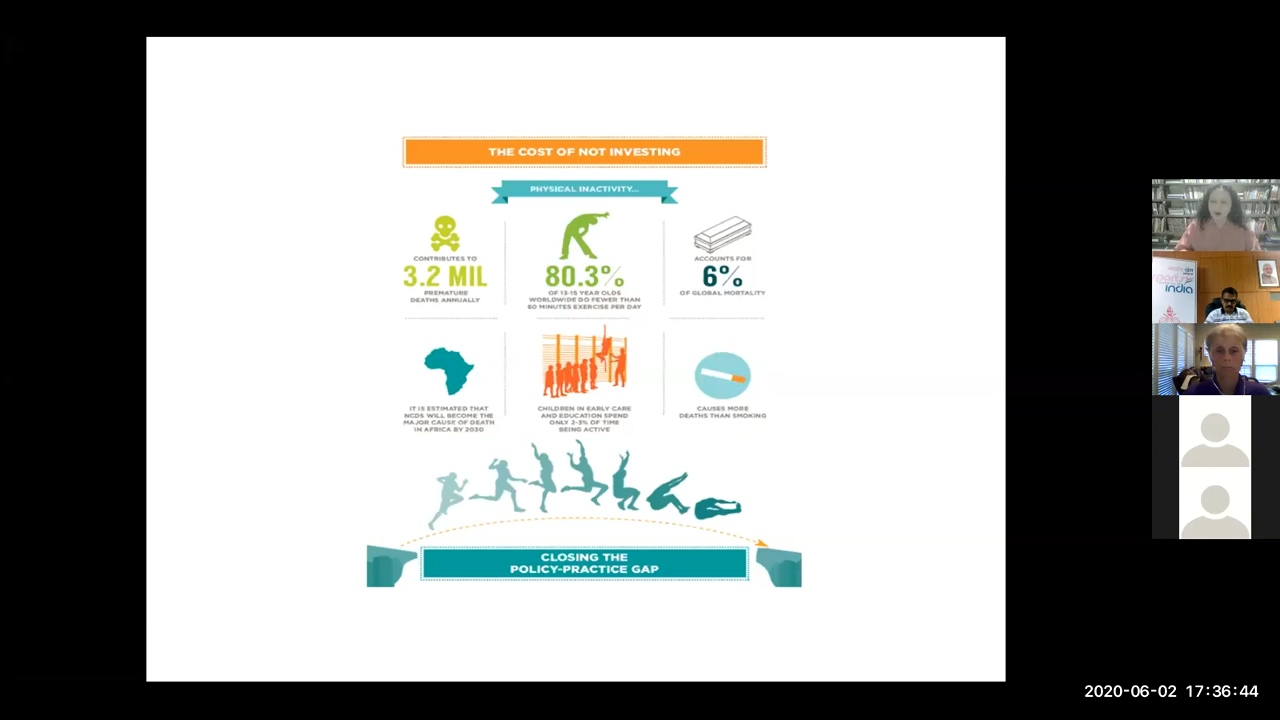 THE COST OF NOT INVESTING
PHYSICAL INACTIVITY...
CONTRIBUTES TO
3.2 MIL
PREMATURE
DEATHS ANNUALLY
80.3%
OF 13-15 YEAR OLDS
WORLDWIDE DO FEWER THAN
60 MINUTES EXERCISE PER DAY
ACCOUNTS FOR
6%
OF GLOBAL MORTALITY
IT IS ESTIMATED THAT
NCDS WILL BECOME THE
MAJOR CAUSE OF DEATH
IN AFRICA BY 2030
CHILDREN IN EARLY CARE
AND EDUCATION SPEND
ONLY 2-3% OF TIME
BEING ACTIVE
CAUSES MORE
DEATHS THAN SMOKING
CLOSING THE
POLICY-PRACTICE GAP
india
2020-06-02 17:36:44